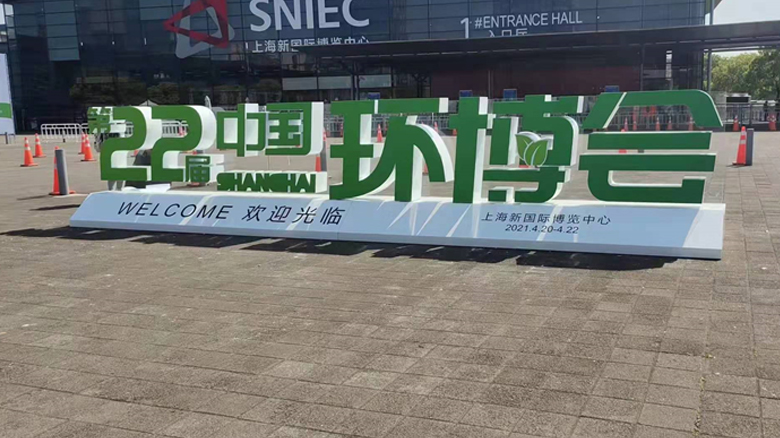 SNIEC
上海新国际博览中心
1 #ENTRANCE HALL
入口厅
第22届
中国
SHANGHAI
环博会
WELCOME 欢迎光临
上海新国际博览中心
2021.4.20-4.22